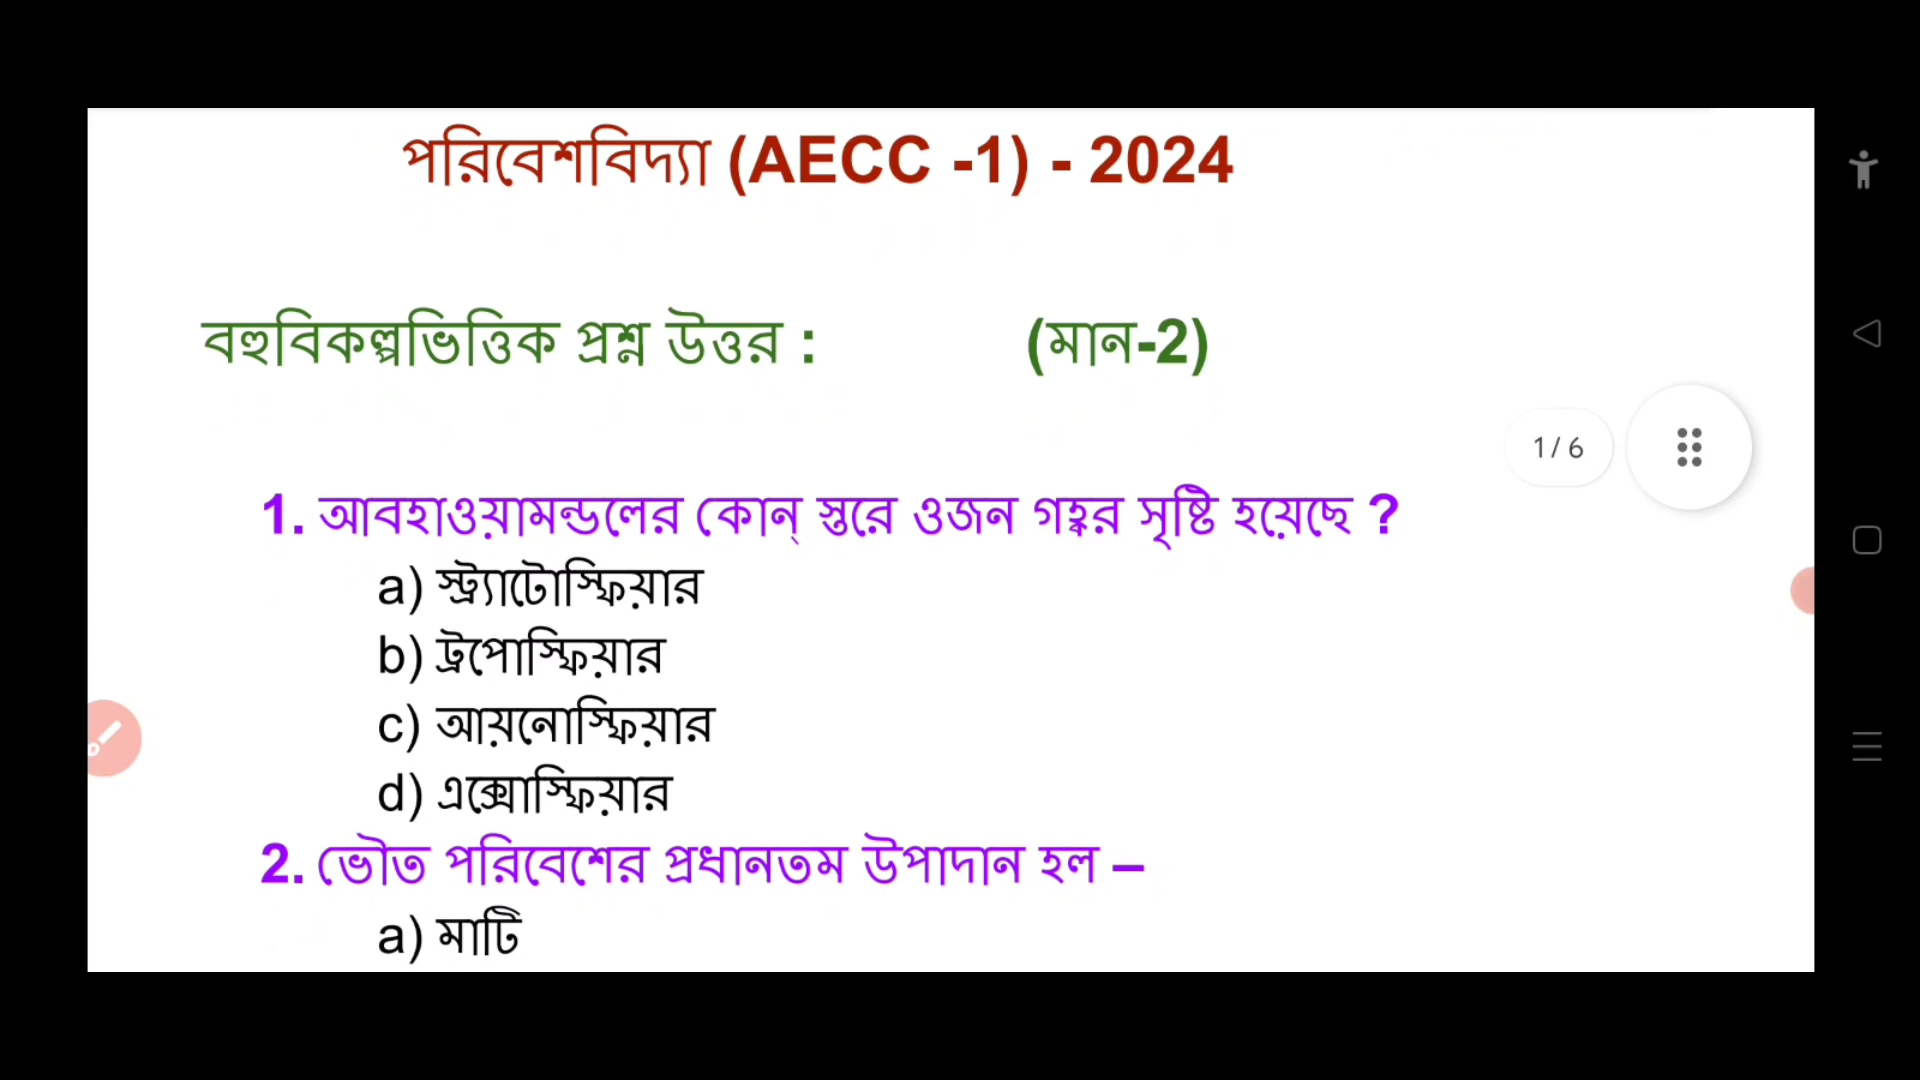 পরিবেশবিদ্যা (AECC -1) - 2024
বহুবিকল্পভিত্তিক প্রশ্ন উত্তর : (মান-2)
1 / 6
1. আবহাওয়ামন্ডলের কোন্ স্তরে ওজন গহ্বর সৃষ্টি হয়েছে ?
a) স্ট্র্যাটোস্ফিয়ার
b) ট্রপোস্ফিয়ার
c) আয়নোস্ফিয়ার
d) এক্সোস্ফিয়ার
2. ভৌত পরিবেশের প্রধানতম উপাদান হল –
a) মাটি